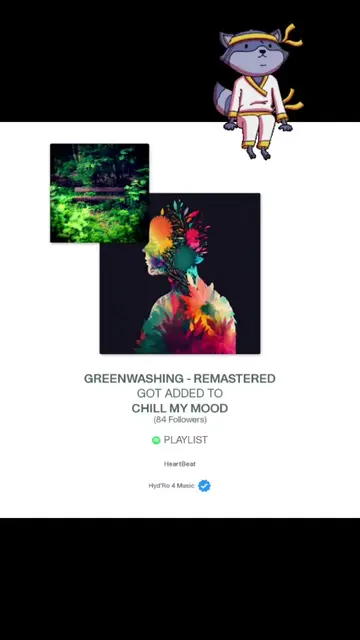 GREENWASHING - REMASTERED
GOT ADDED TO
CHILL MY MOOD
(84 Followers)
PLAYLIST
HeartBeat
Hyd'Ro 4 Music